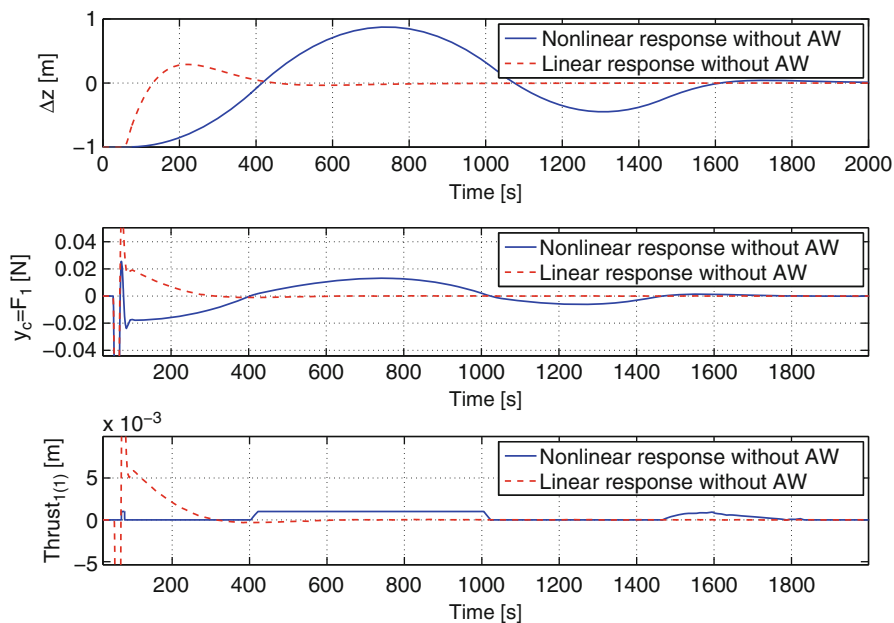 1
0
−1
Δz [m]
Nonlinear response without AW
Linear response without AW
0 200 400 600 800 1000 1200 1400 1600 1800 2000
Time [s]
0.04
0.02
0
−0.02
−0.04
y_c=F_1 [N]
Nonlinear response without AW
Linear response without AW
200 400 600 800 1000 1200 1400 1600 1800
Time [s]
x 10^−3
5
0
−5
Thrust_1(1) [m]
Nonlinear response without AW
Linear response without AW
200 400 600 800 1000 1200 1400 1600 1800
Time [s]